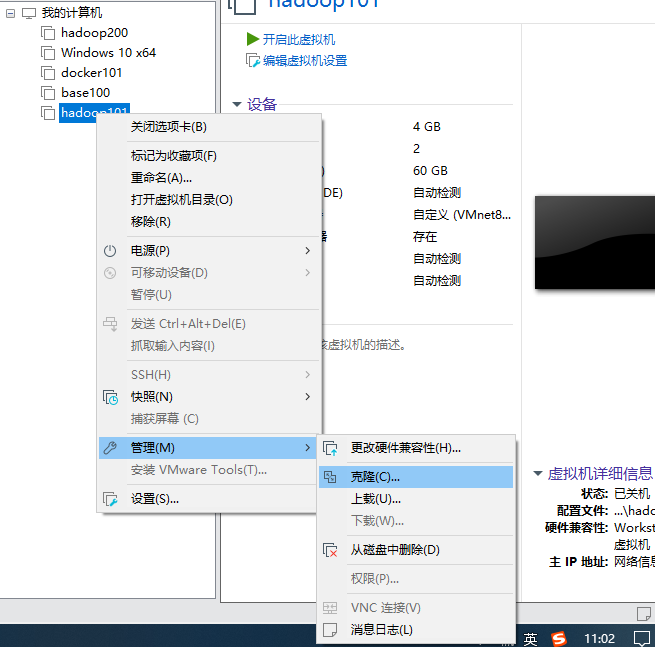 我的计算机
hadoop200
Windows 10 x64
docker101
base100
hadoop101
hadoop101
开启此虚拟机
编辑虚拟机设置
设备
4 GB
2
60 GB
DE)
自动检测
自定义 (VMnet8...
器
存在
自动检测
自动检测
该虚拟机的描述。
关闭选项卡(B)
标记为收藏项(F)
重命名(A)...
打开虚拟机目录(O)
移除(R)
电源(P)
可移动设备(D)
暂停(U)
发送 Ctrl+Alt+Del(E)
抓取输入内容(I)
SSH(H)
快照(N)
捕获屏幕 (C)
管理(M)
安装 VMware Tools(T)...
设置(S)...
更改硬件兼容性(H)...
克隆(C)...
上载(U)...
下载(W)...
从磁盘中删除(D)
权限(P)...
VNC 连接(V)
消息日志(L)
虚拟机详细信息
状态: 已关机
配置文件: ...\hado
硬件兼容性: Workst
虚拟机
主 IP 地址: 网络信息
英
11:02